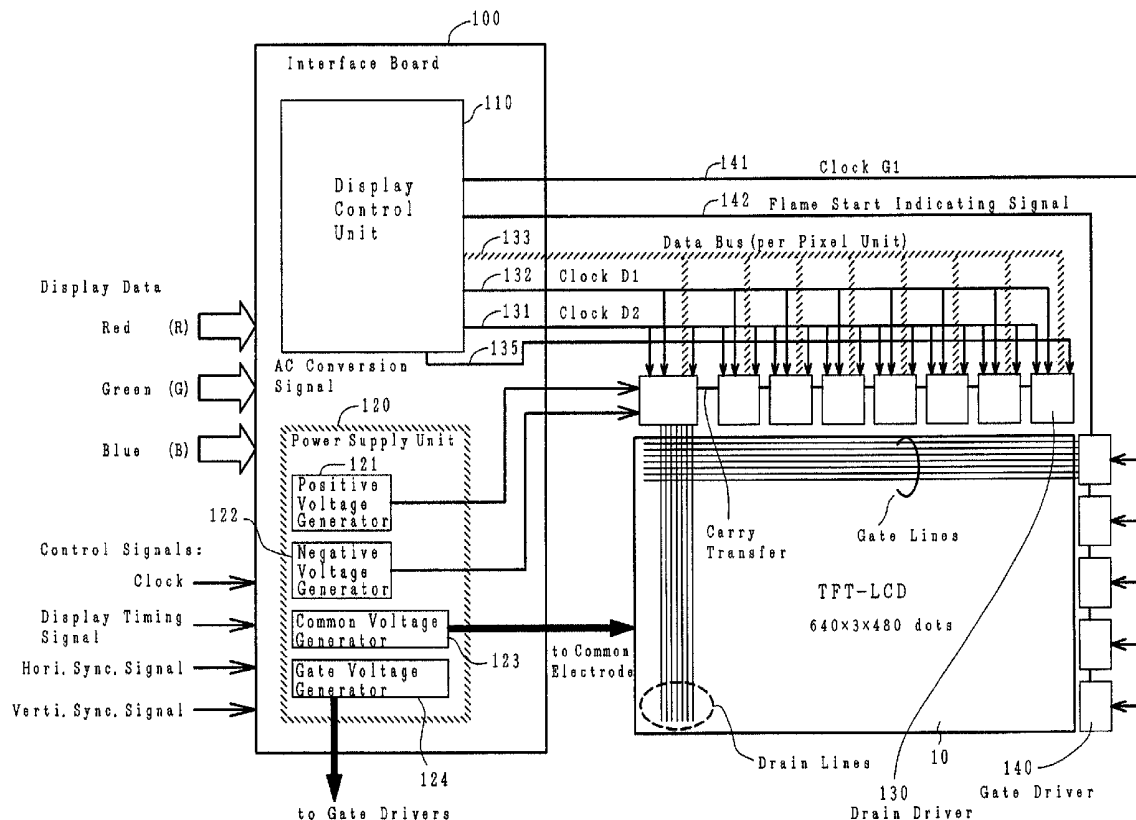 100
Interface Board
110
Display
Control
Unit
141
Clock G1
142
Flame Start Indicating Signal
133
Data Bus (per Pixel Unit)
132
Clock D1
131
Clock D2
135
Display Data
Red (R)
Green (G)
Blue (B)
AC Conversion
Signal
120
Power Supply Unit
121
Positive
Voltage
Generator
122
Negative
Voltage
Generator
Common Voltage
Generator
123
Gate Voltage
Generator
124
Control Signals:
Clock
Display Timing
Signal
Hori. Sync. Signal
Verti. Sync. Signal
to Gate Drivers
to Common
Electrode
Carry
Transfer
Gate Lines
TFT-LCD
640×3×480 dots
Drain Lines
10
130
Drain Driver
140
Gate Driver